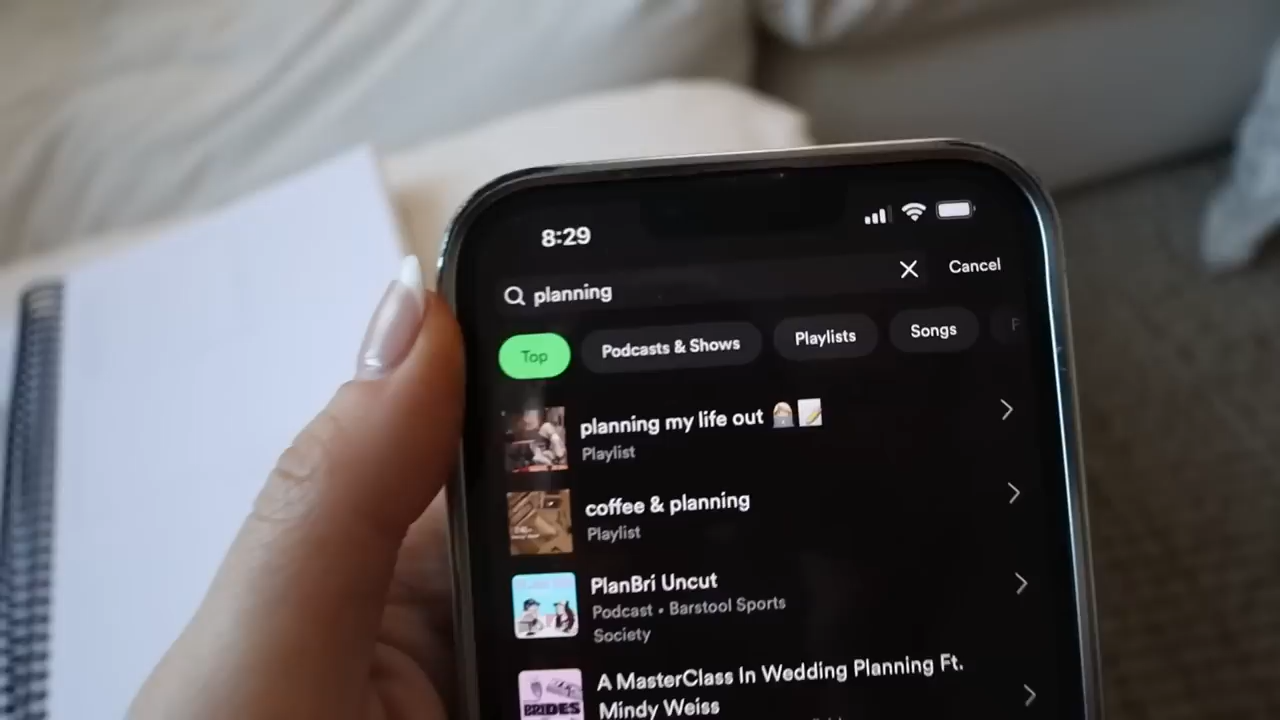 8:29
planning
Cancel
Top
Podcasts & Shows
Playlists
Songs
planning my life out
Playlist
coffee & planning
Playlist
PlanBri Uncut
Podcast • Barstool Sports
Society
A MasterClass In Wedding Planning Ft.
Mindy Weiss
BRIDES